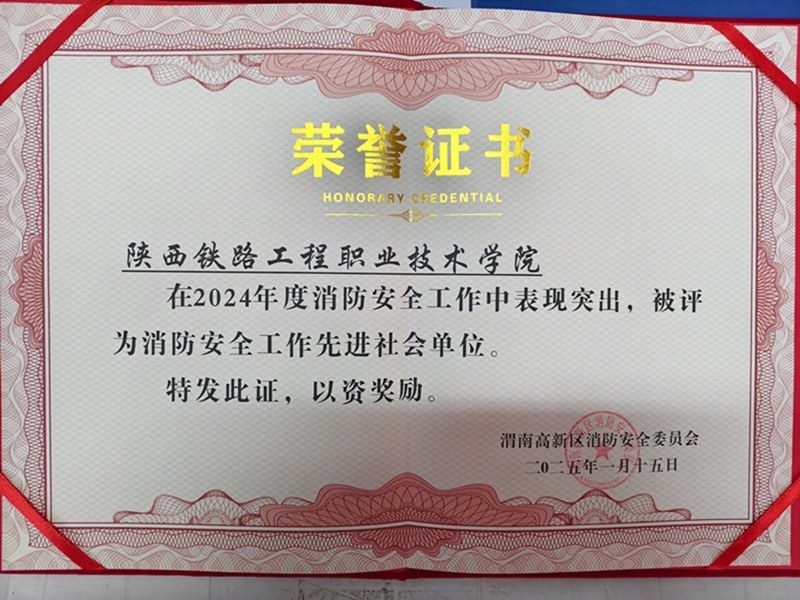 荣誉证书
HONORARY CREDENTIAL
陕西铁路工程职业技术学院
在2024年度消防安全工作中表现突出，被评
为消防安全工作先进社会单位。
特发此证，以资奖励。
渭南高新区消防安全委员会
二〇二五年一月十五日